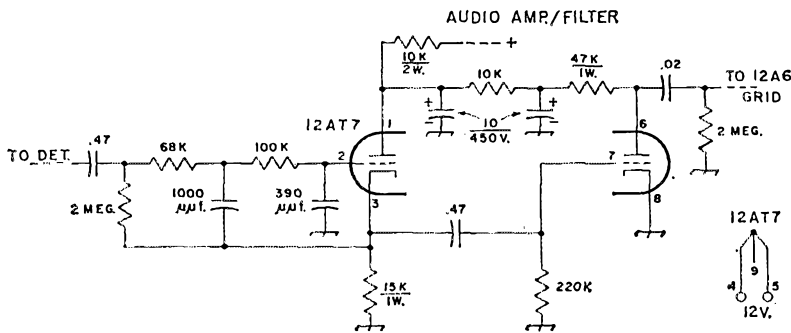 AUDIO AMP./FILTER
10K
2W.
+
47K
1W.
.02
10K
TO 12A6
GRID
12AT7
1
+
10
450V.
+
6
2 MEG.
.47
68K
100K
TO DET.
2
7
2 MEG.
1000
μμf.
390
μμf.
3
8
.47
12AT7
15K
1W.
220K
9
4
5
12V.